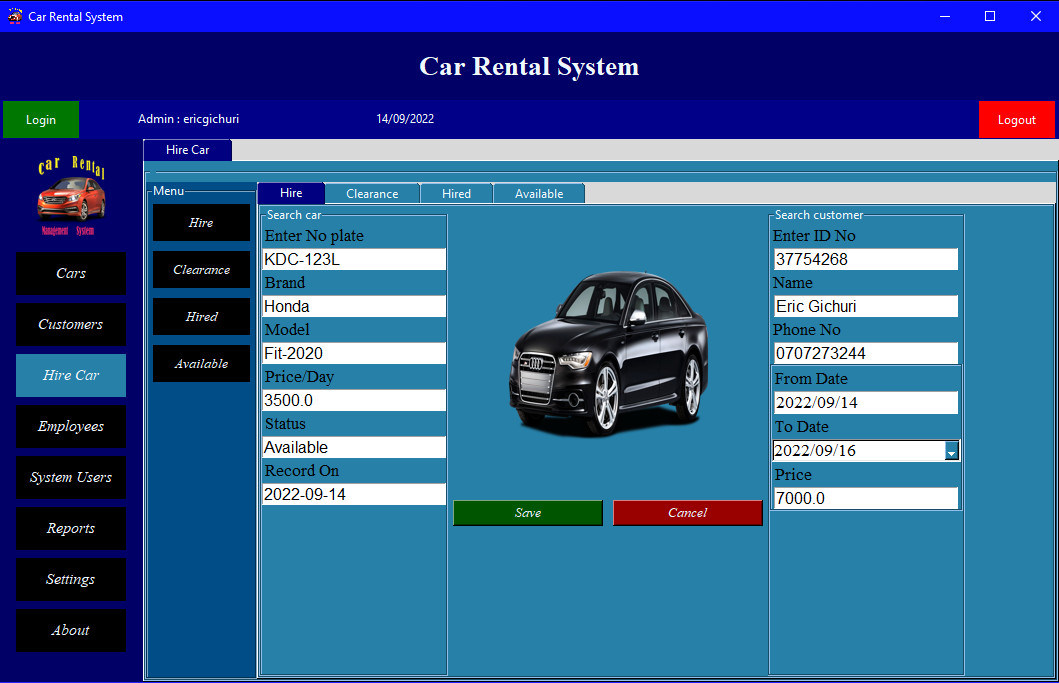 Car Rental System
Car Rental System
Login
Admin : ericgichuri
14/09/2022
Logout
Car Rental
Management System
Cars
Customers
Hire Car
Employees
System Users
Reports
Settings
About
Hire Car
Menu
Hire
Clearance
Hired
Available
Hire
Clearance
Hired
Available
Search car
Enter No plate
KDC-123L
Brand
Honda
Model
Fit-2020
Price/Day
3500.0
Status
Available
Record On
2022-09-14
Save
Cancel
Search customer
Enter ID No
37754268
Name
Eric Gichuri
Phone No
0707273244
From Date
2022/09/14
To Date
2022/09/16
Price
7000.0